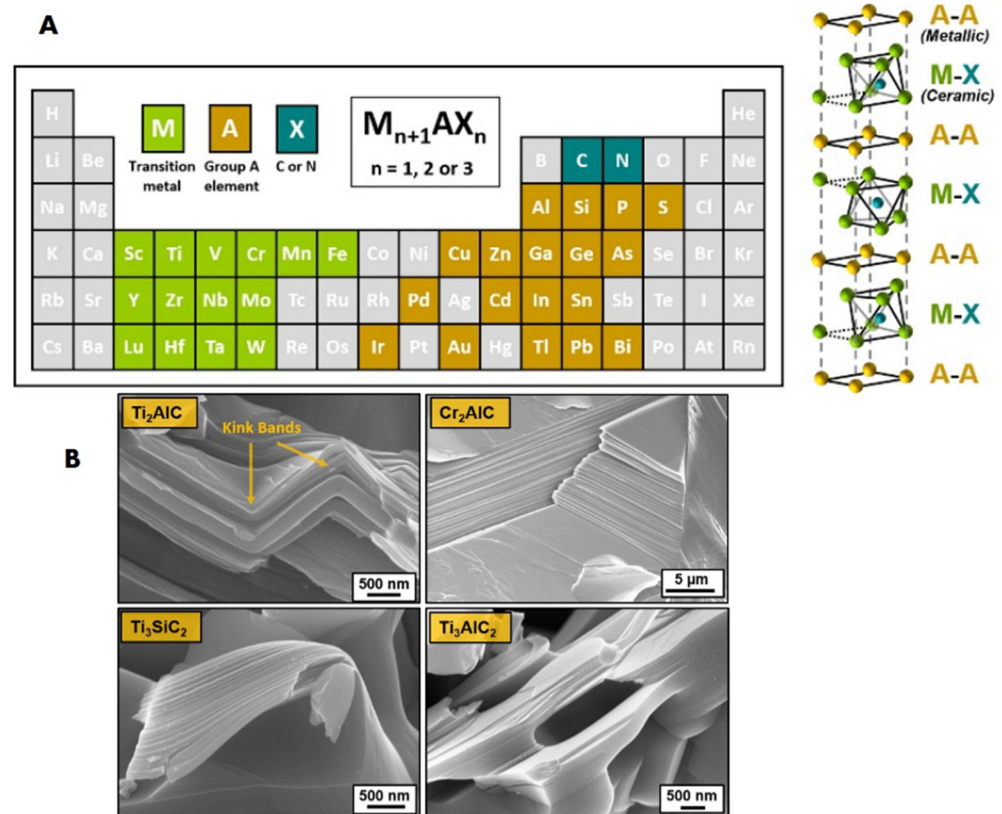 A
H He
M A X M_{n+1}AX_n
Transition metal Group A element C or N n = 1, 2 or 3
Li Be B C N O F Ne
Na Mg Al Si P S Cl Ar
K Ca Sc Ti V Cr Mn Fe Co Ni Cu Zn Ga Ge As Se Br Kr
Rb Sr Y Zr Nb Mo Tc Ru Rh Pd Ag Cd In Sn Sb Te I Xe
Cs Ba Lu Hf Ta W Re Os Ir Pt Au Hg Tl Pb Bi Po At Rn
A-A
(Metallic)
M-X
(Ceramic)
A-A
M-X
A-A
M-X
A-A
B
Ti₂AlC
Kink Bands
500 nm
Cr₂AlC
5 µm
Ti₃SiC₂
500 nm
Ti₃AlC₂
500 nm